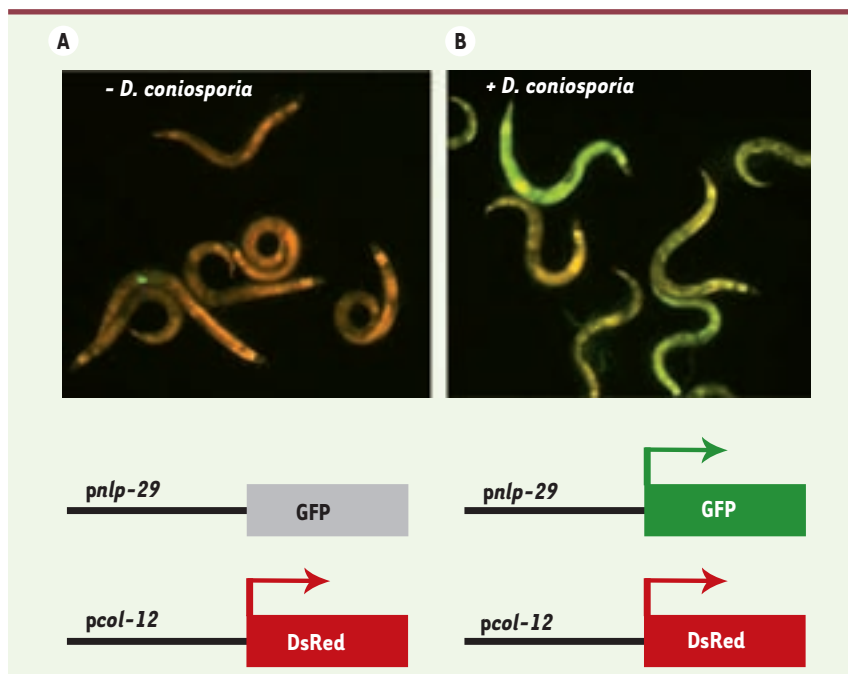 A
B
- D. coniosporia
+ D. coniosporia
pnlp-29
GFP
pnlp-29
GFP
pcol-12
DsRed
pcol-12
DsRed